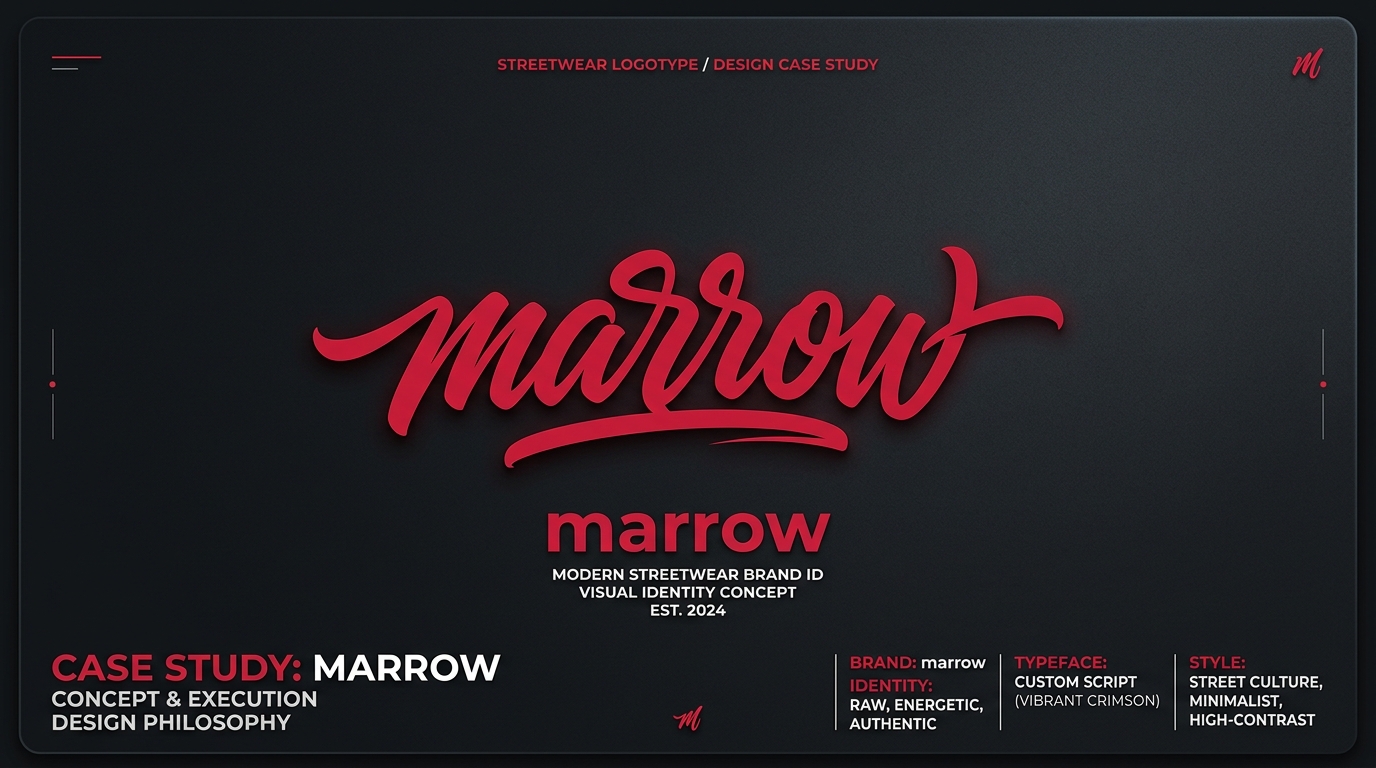 STREETWEAR LOGOTYPE / DESIGN CASE STUDY
m
marrow
marrow
MODERN STREETWEAR BRAND ID
VISUAL IDENTITY CONCEPT
EST. 2024
CASE STUDY: MARROW
CONCEPT & EXECUTION
DESIGN PHILOSOPHY
m
BRAND: marrow
IDENTITY:
RAW, ENERGETIC,
AUTHENTIC
TYPEFACE:
CUSTOM SCRIPT
(VIBRANT CRIMSON)
STYLE:
STREET CULTURE,
MINIMALIST,
HIGH-CONTRAST